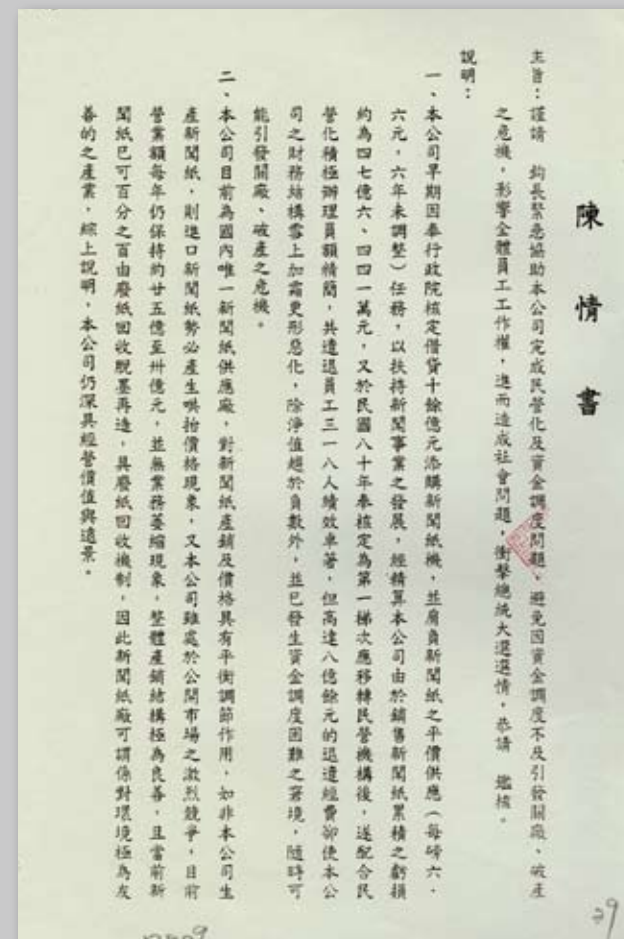 陳情書
主旨：謹請　鈞長緊急協助本公司完成民營化及資金調度問題，避免因資金調度不及引發關廠、破產
之危機，影響全體員工工作權，進而造成社會問題，衝擊總統大選選情，恭請　鑑核。
說明：
一、本公司早期因奉行政院核定借貸十餘億元添購新聞紙機，並肩負新聞紙之平價供應（每磅六．
六元，六年未調整）任務，以扶持新聞事業之發展，經精算本公司由於銷售新聞紙累積之虧損
約為四七億六、四四一萬元，又於民國八十年奉核定為第一梯次應移轉民營機構後，遂配合民
營化積極辦理員額精簡，共遣退員工三一八人績效卓著，但高達八億餘元的退遣經費卻使本公
司之財務結構雪上加霜更形惡化，除淨值趨於負數外，並已發生資金調度困難之窘境，隨時可
能引發關廠、破產之危機。
二、本公司目前為國內唯一新聞紙供應廠，對新聞紙產銷及價格具有平衡調節作用，如非本公司生
產新聞紙，則進口新聞紙勢必產生哄抬價格現象，又本公司雖處於公開市場之激烈競爭，目前
營業額每年仍保持約廿五億至卅億元，並無業務萎縮現象，整體產銷結構極為良善，且當前新
聞紙已可百分之百由廢紙回收脫墨再造，具廢紙回收機制，因此新聞紙廠可謂係對環境極為友
善的之產業，綜上說明，本公司仍深具經營價值與遠景。
29